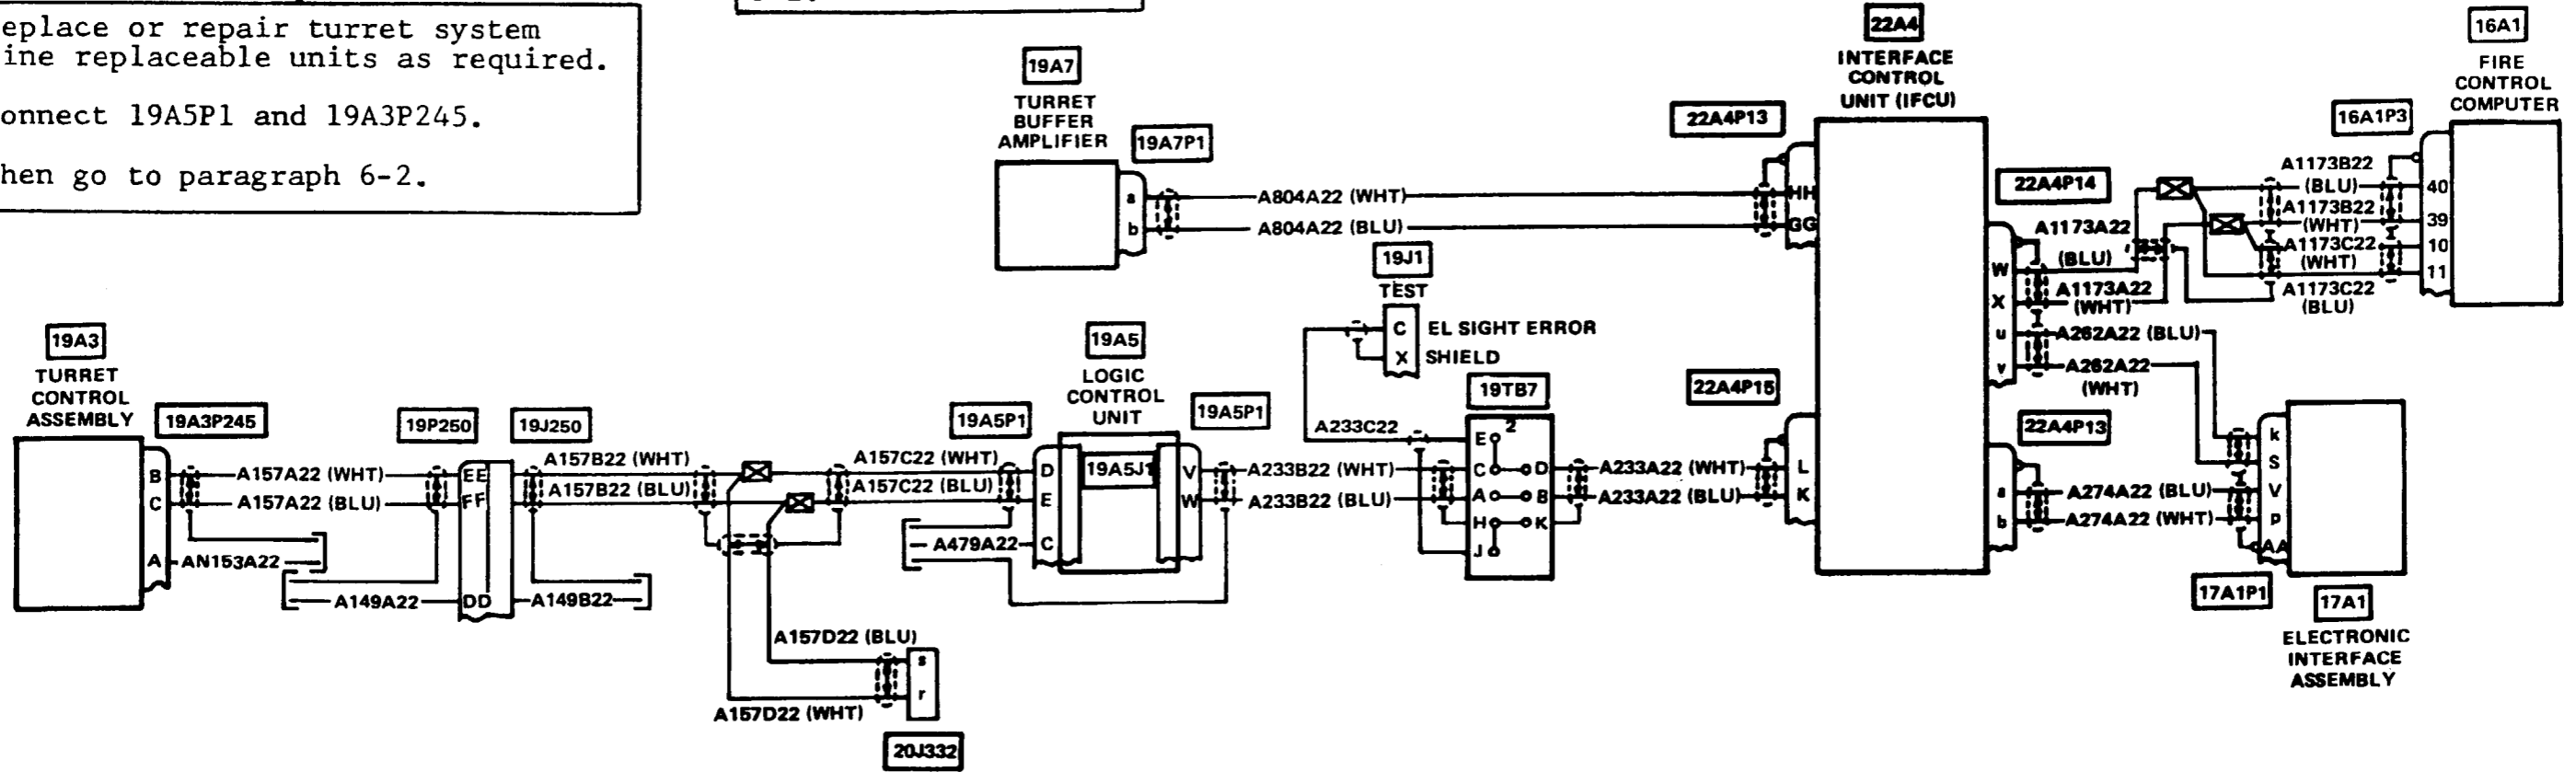 eplace or repair turret system
ine replaceable units as required.
onnect 19A5P1 and 19A3P245.
hen go to paragraph 6-2.
22A4
INTERFACE
CONTROL
UNIT (IFCU)
16A1
FIRE
CONTROL
COMPUTER
19A7
TURRET
BUFFER
AMPLIFIER
19A7P1
a
b
A804A22 (WHT)
A804A22 (BLU)
22A4P13
HH
GG
22A4P14
W
X
u
v
A1173A22
(BLU)
A1173A22
(WHT)
A262A22 (BLU)
A262A22
(WHT)
16A1P3
A1173B22
(BLU)
A1173B22
(WHT)
A1173C22
(WHT)
A1173C22
(BLU)
40
39
10
11
19J1
TEST
C EL SIGHT ERROR
X SHIELD
19A3
TURRET
CONTROL
ASSEMBLY
19A3P245
B
C
A
A157A22 (WHT)
A157A22 (BLU)
AN153A22
19P250
19J250
EE
FF
DD
A149A22
A149B22
A157B22 (WHT)
A157B22 (BLU)
A157C22 (WHT)
A157C22 (BLU)
A157D22 (BLU)
A157D22 (WHT)
s
r
20J332
19A5
LOGIC
CONTROL
UNIT
19A5P1
D
E
C
A479A22
19A5J1
19A5P1
V
W
A233B22 (WHT)
A233B22 (BLU)
A233C22
19TB7
2
E
C
D
A
B
H
K
J
A233A22 (WHT)
A233A22 (BLU)
22A4P15
L
K
22A4P13
a
b
A274A22 (BLU)
A274A22 (WHT)
k
S
V
p
AA
17A1P1
17A1
ELECTRONIC
INTERFACE
ASSEMBLY